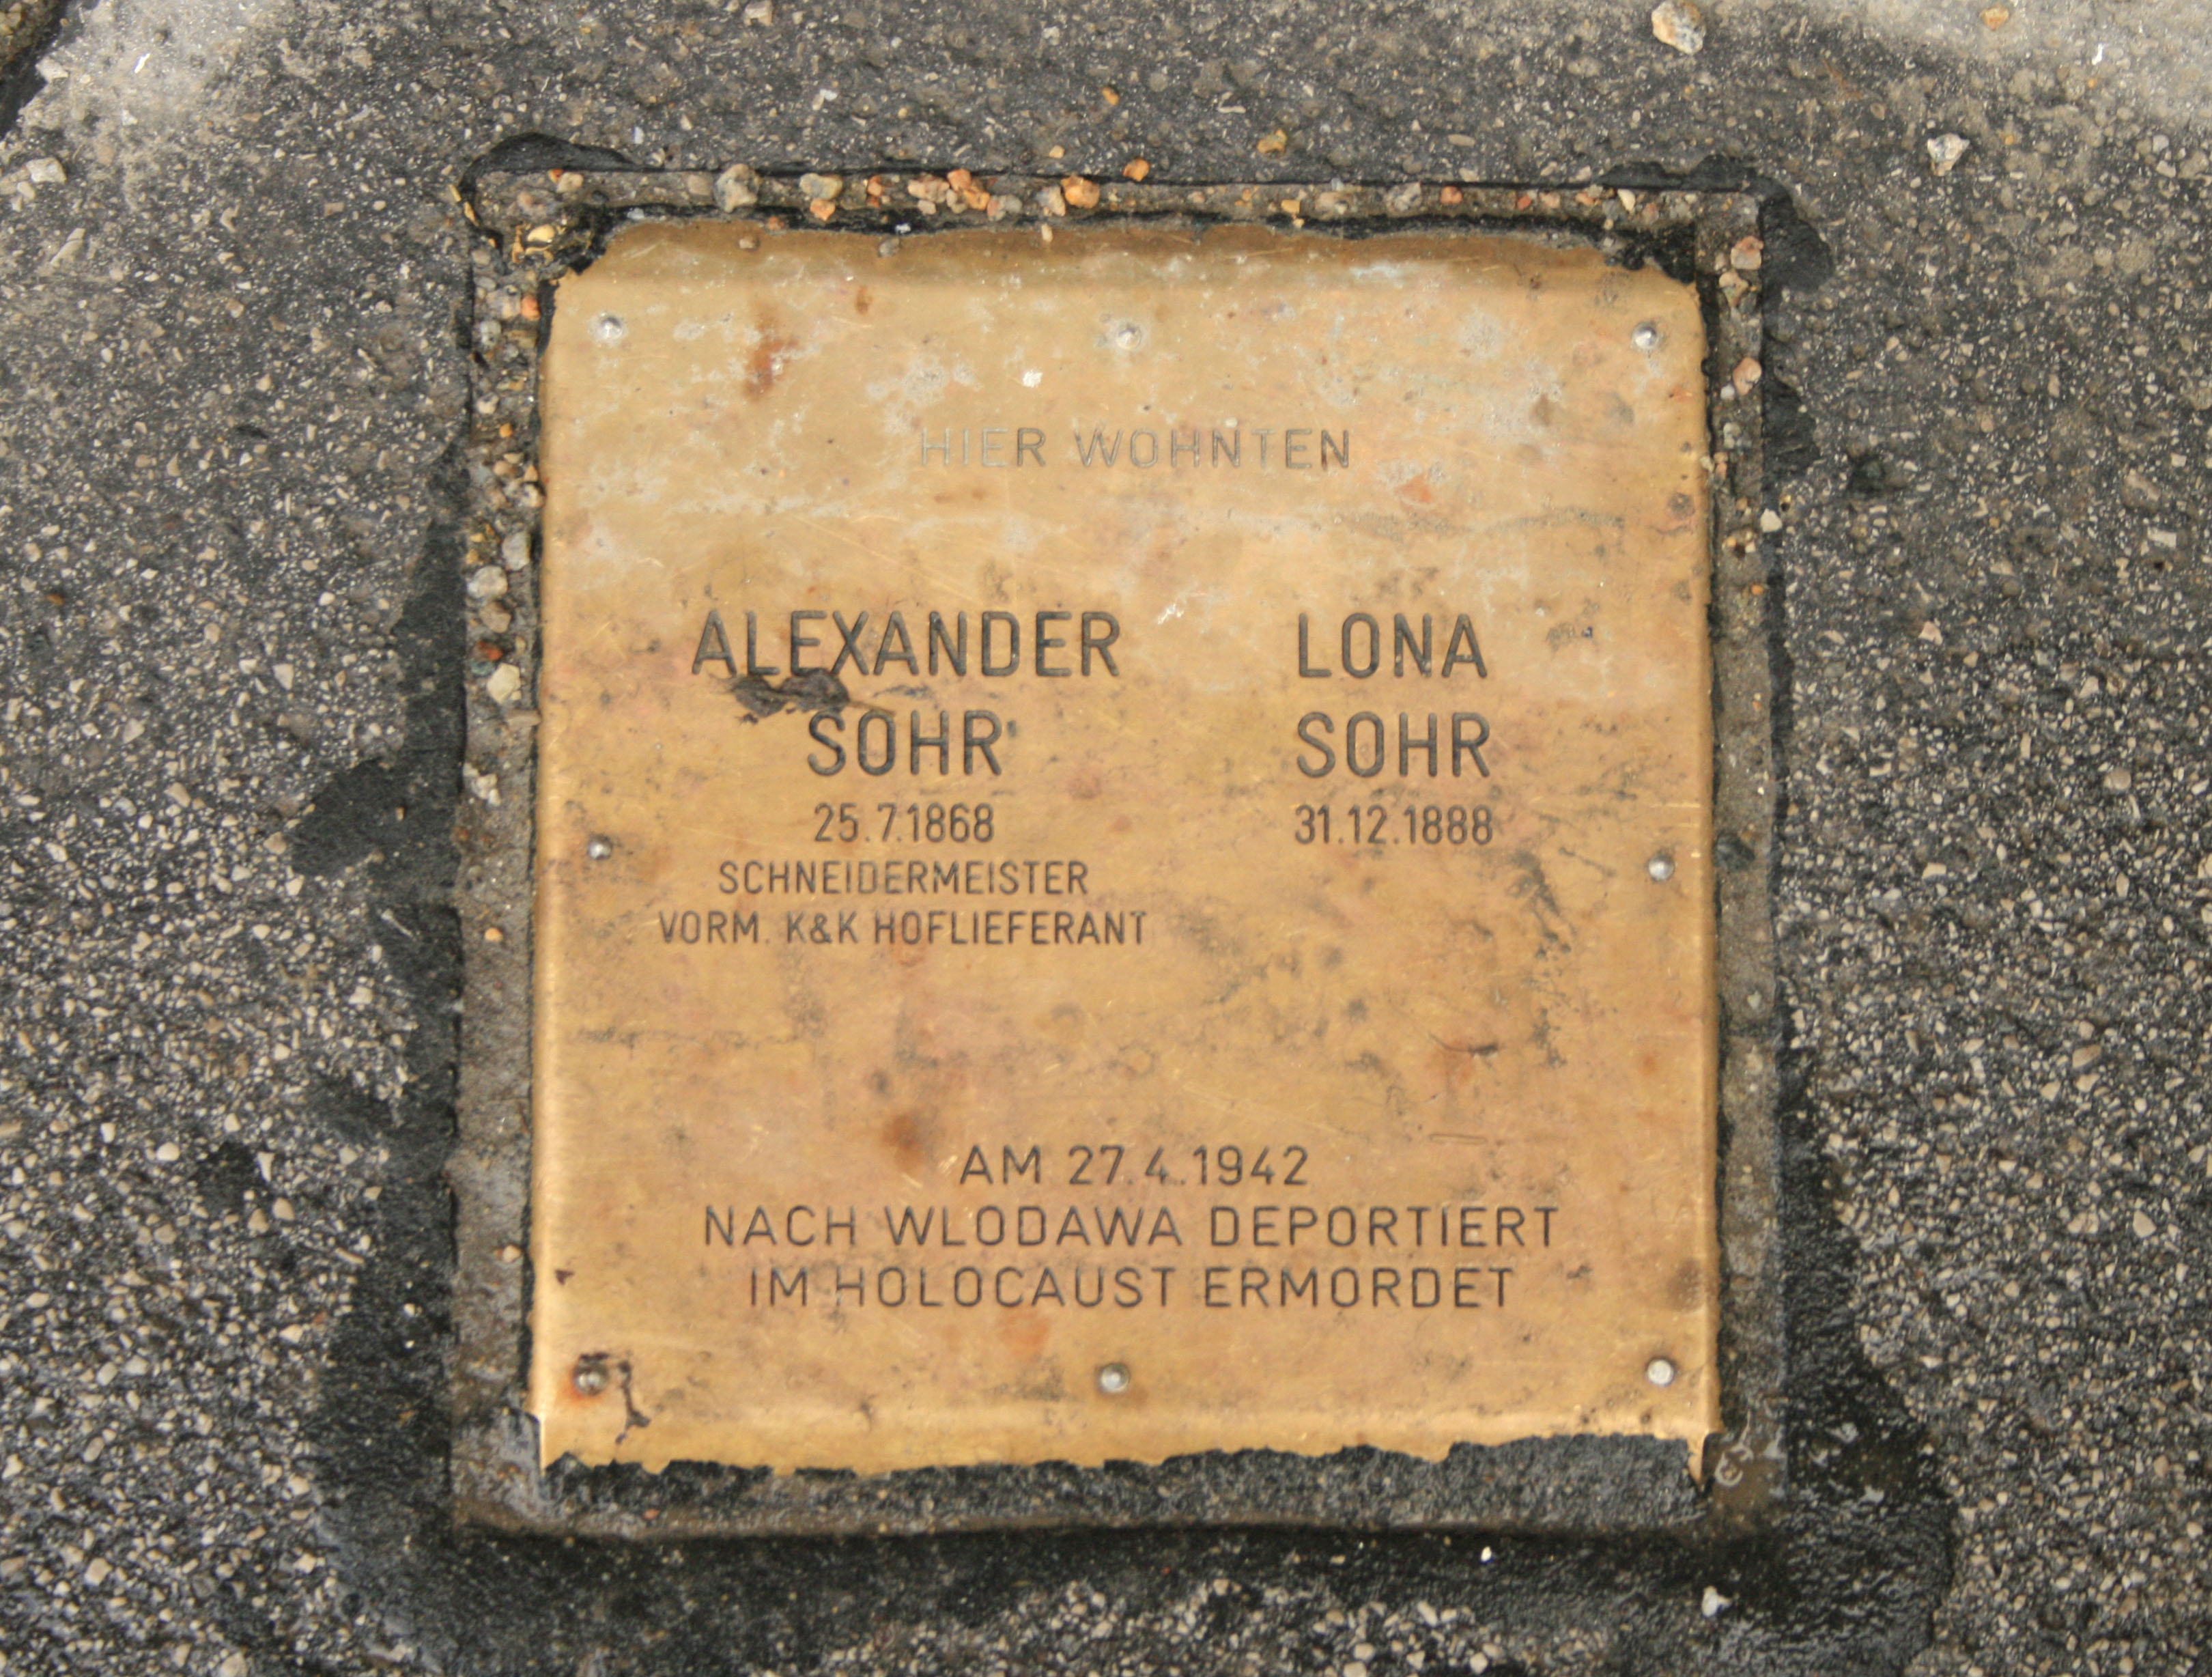 HIER WOHNTEN
ALEXANDER
SOHR
25.7.1868
SCHNEIDERMEISTER
VORM. K&K HOFLIEFERANT
LONA
SOHR
31.12.1888
AM 27.4.1942
NACH WLODAWA DEPORTIERT
IM HOLOCAUST ERMORDET